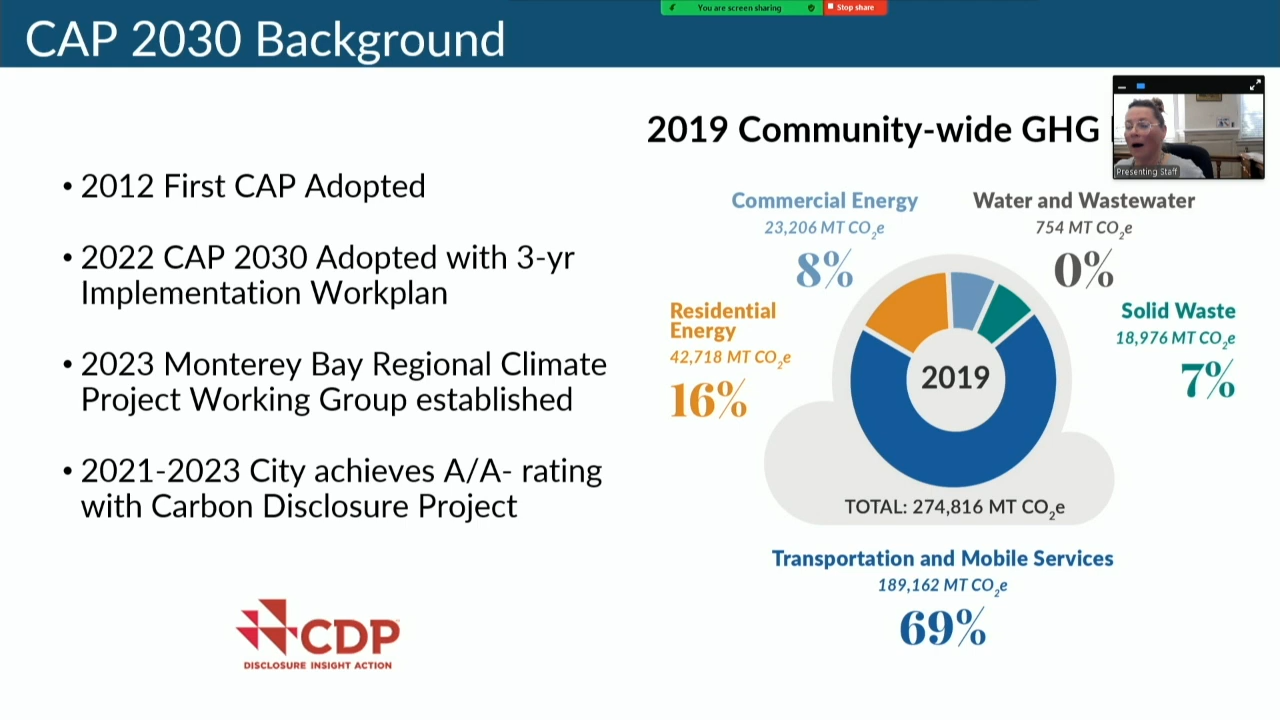 You are screen sharing
Stop share
CAP 2030 Background
2019 Community-wide GHG
Presenting Staff
• 2012 First CAP Adopted
• 2022 CAP 2030 Adopted with 3-yr
Implementation Workplan
• 2023 Monterey Bay Regional Climate
Project Working Group established
• 2021-2023 City achieves A/A- rating
with Carbon Disclosure Project
CDP
DISCLOSURE INSIGHT ACTION
Commercial Energy
23,206 MT CO2e
8%
Water and Wastewater
754 MT CO2e
0%
Residential
Energy
42,718 MT CO2e
16%
Solid Waste
18,976 MT CO2e
7%
2019
TOTAL: 274,816 MT CO2e
Transportation and Mobile Services
189,162 MT CO2e
69%